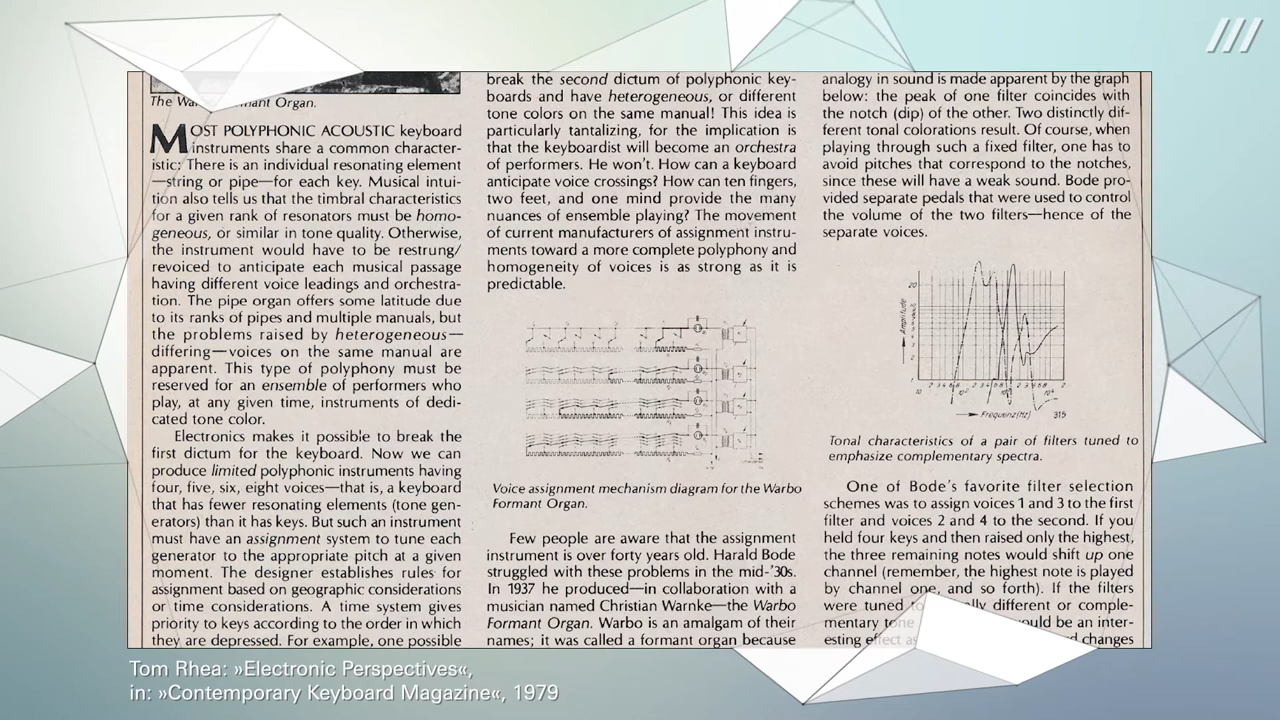 The War
mant Organ.
MOST POLYPHONIC ACOUSTIC keyboard
instruments share a common character-
istic: There is an individual resonating element
—string or pipe—for each key. Musical intui-
tion also tells us that the timbral characteristics
for a given rank of resonators must be homo-
geneous, or similar in tone quality. Otherwise,
the instrument would have to be restrung/
revoiced to anticipate each musical passage
having different voice leadings and orchestra-
tion. The pipe organ offers some latitude due
to its ranks of pipes and multiple manuals, but
the problems raised by heterogeneous—
differing—voices on the same manual are
apparent. This type of polyphony must be
reserved for an ensemble of performers who
play, at any given time, instruments of dedi-
cated tone color.
Electronics makes it possible to break the
first dictum for the keyboard. Now we can
produce limited polyphonic instruments having
four, five, six, eight voices—that is, a keyboard
that has fewer resonating elements (tone gen-
erators) than it has keys. But such an instrument
must have an assignment system to tune each
generator to the appropriate pitch at a given
moment. The designer establishes rules for
assignment based on geographic considerations
or time considerations. A time system gives
priority to keys according to the order in which
they are depressed. For example, one possible
break the second dictum of polyphonic key-
boards and have heterogeneous, or different
tone colors on the same manual! This idea is
particularly tantalizing, for the implication is
that the keyboardist will become an orchestra
of performers. He won't. How can a keyboard
anticipate voice crossings? How can ten fingers,
two feet, and one mind provide the many
nuances of ensemble playing? The movement
of current manufacturers of assignment instru-
ments toward a more complete polyphony and
homogeneity of voices is as strong as it is
predictable.
Voice assignment mechanism diagram for the Warbo
Formant Organ.
Few people are aware that the assignment
instrument is over forty years old. Harald Bode
struggled with these problems in the mid-'30s.
In 1937 he produced—in collaboration with a
musician named Christian Warnke—the Warbo
Formant Organ. Warbo is an amalgam of their
names; it was called a formant organ because
analogy in sound is made apparent by the graph
below: the peak of one filter coincides with
the notch (dip) of the other. Two distinctly dif-
ferent tonal colorations result. Of course, when
playing through such a fixed filter, one has to
avoid pitches that correspond to the notches,
since these will have a weak sound. Bode pro-
vided separate pedals that were used to control
the volume of the two filters—hence of the
separate voices.
Amplitude
20
Frequenz(Hz)
315
Tonal characteristics of a pair of filters tuned to
emphasize complementary spectra.
One of Bode's favorite filter selection
schemes was to assign voices 1 and 3 to the first
filter and voices 2 and 4 to the second. If you
held four keys and then raised only the highest,
the three remaining notes would shift up one
channel (remember, the highest note is played
by channel one, and so forth). If the filters
were tuned to ally different or comple-
mentary tone ould be an inter-
esting effect as d changes
Tom Rhea: »Electronic Perspectives«,
in: »Contemporary Keyboard Magazine«, 1979